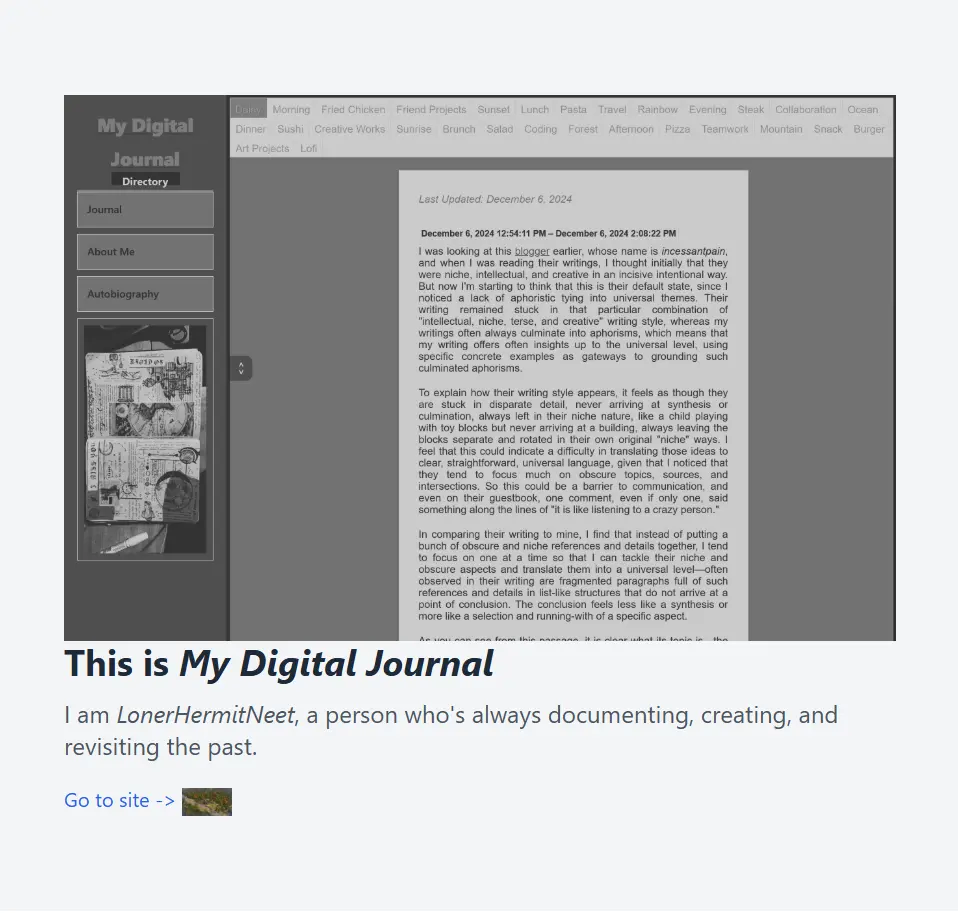 My Digital
Journal
Directory
Journal
About Me
Autobiography
Dains Morning Fried Chicken Friend Projects Sunset Lunch Pasta Travel Rainbow Evening Steak Collaboration Ocean
Dinner Sushi Creative Works Sunrise Brunch Salad Coding Forest Afternoon Pizza Teamwork Mountain Snack Burger
Art Projects Lofi
Last Updated: December 6, 2024
December 6, 2024 12:54:11 PM – December 6, 2024 2:08:22 PM
I was looking at this blogger earlier, whose name is incessantpain,
and when I was reading their writings, I thought initially that they
were niche, intellectual, and creative in an incisive intentional way.
But now I'm starting to think that this is their default state, since I
noticed a lack of aphoristic tying into universal themes. Their
writing remained stuck in that particular combination of
"intellectual, niche, terse, and creative" writing style, whereas my
writings often always culminate into aphorisms, which means that
my writing offers often insights up to the universal level, using
specific concrete examples as gateways to grounding such
culminated aphorisms.
To explain how their writing style appears, it feels as though they
are stuck in disparate detail, never arriving at synthesis or
culmination, always left in their niche nature, like a child playing
with toy blocks but never arriving at a building, always leaving the
blocks separate and rotated in their own original "niche" ways. I
feel that this could indicate a difficulty in translating those ideas to
clear, straightforward, universal language, given that I noticed that
they tend to focus much on obscure topics, sources, and
intersections. So this could be a barrier to communication, and
even on their guestbook, one comment, even if only one, said
something along the lines of "it is like listening to a crazy person."
In comparing their writing to mine, I find that instead of putting a
bunch of obscure and niche references and details together, I tend
to focus on one at a time so that I can tackle their niche and
obscure aspects and translate them into a universal level—often
observed in their writing are fragmented paragraphs full of such
references and details in list-like structures that do not arrive at a
point of conclusion. The conclusion feels less like a synthesis or
more like a selection and running-with of a specific aspect.
As you can see from this passage, it is clear what its topic is—the
This is My Digital Journal
I am LonerHermitNeet, a person who's always documenting, creating, and
revisiting the past.
Go to site ->